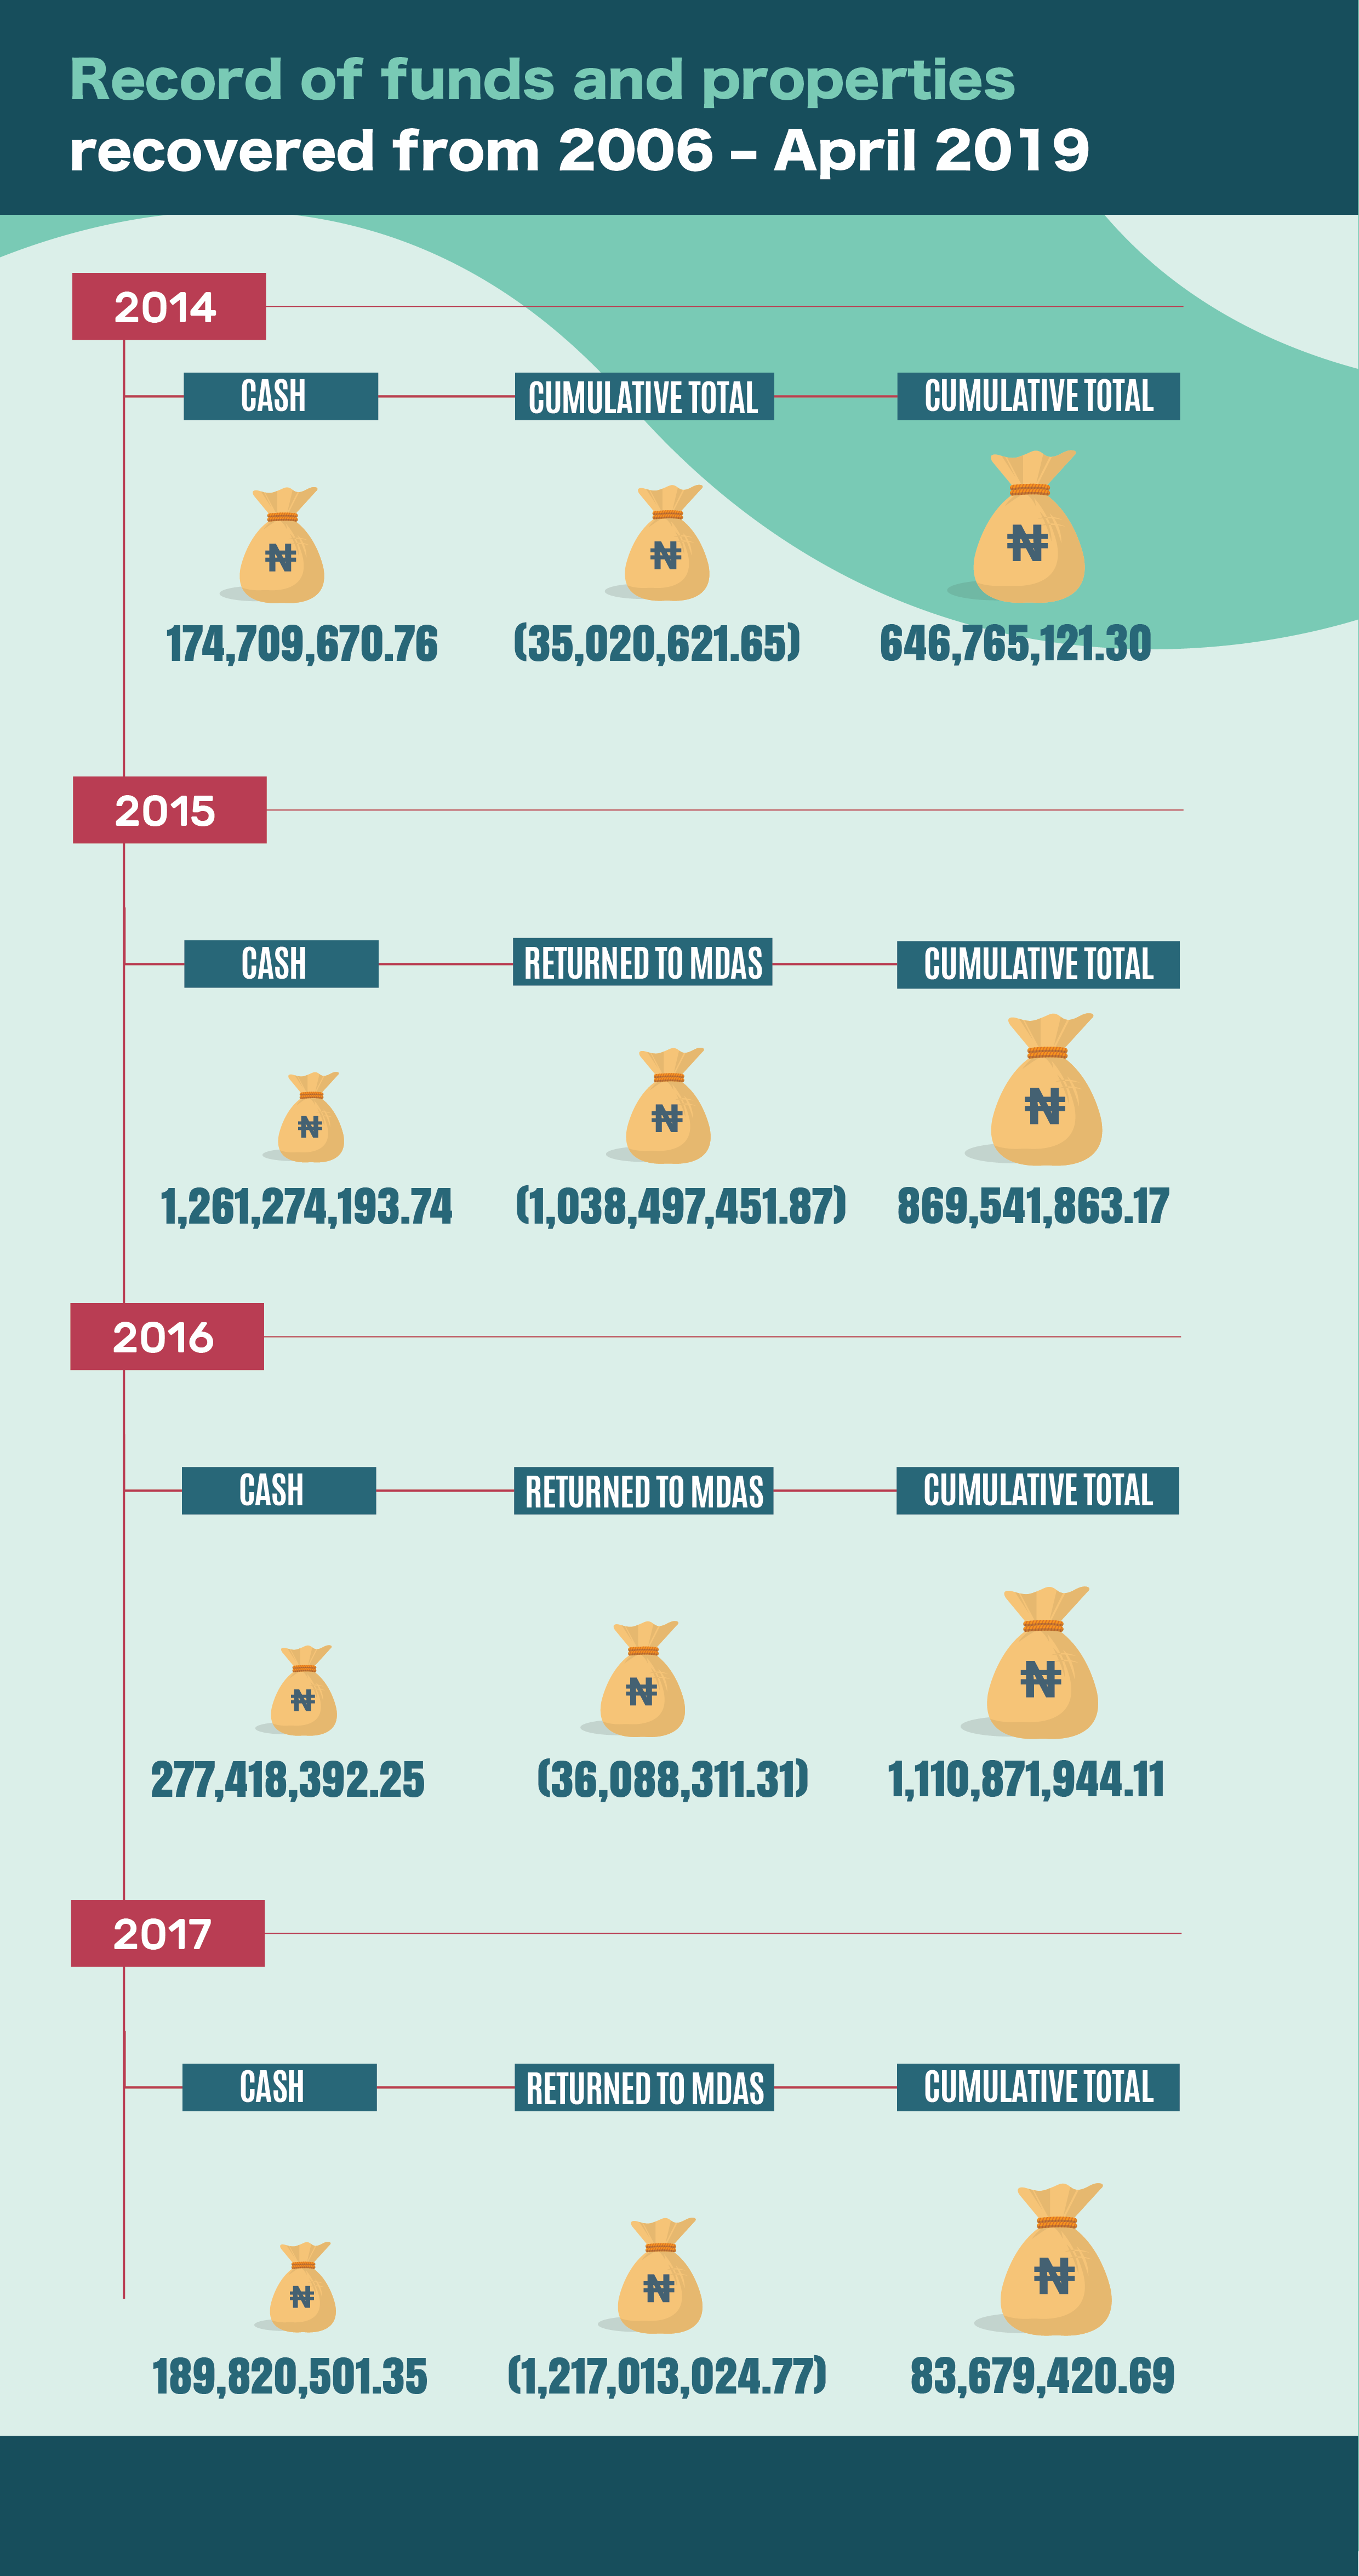 Record of funds and properties
recovered from 2006 – April 2019
2014
CASH CUMULATIVE TOTAL CUMULATIVE TOTAL
₦ ₦ ₦
174,709,670.76 (35,020,621.65) 646,765,121.30
2015
CASH RETURNED TO MDAS CUMULATIVE TOTAL
₦ ₦ ₦
1,261,274,193.74 (1,038,497,451.87) 869,541,863.17
2016
CASH RETURNED TO MDAS CUMULATIVE TOTAL
₦ ₦ ₦
277,418,392.25 (36,088,311.31) 1,110,871,944.11
2017
CASH RETURNED TO MDAS CUMULATIVE TOTAL
₦ ₦ ₦
189,820,501.35 (1,217,013,024.77) 83,679,420.69